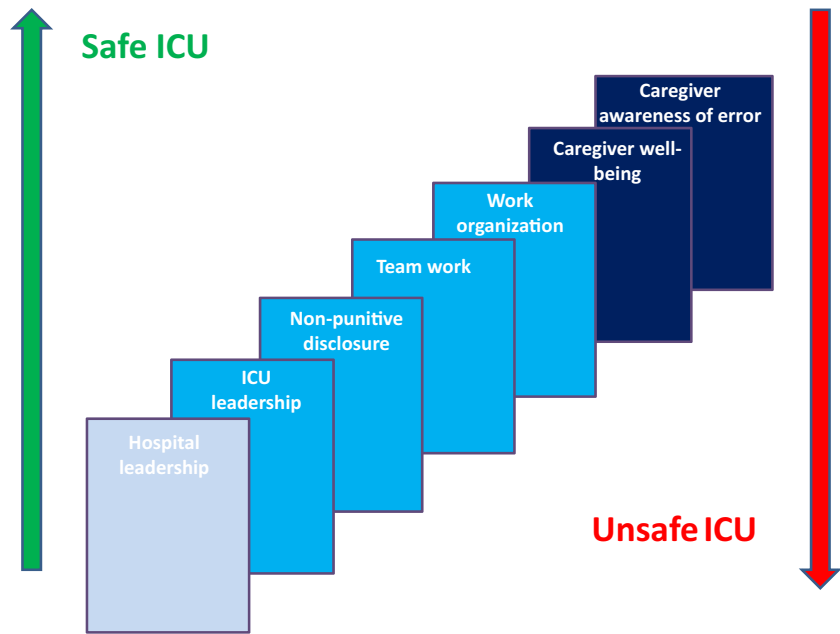 Safe ICU
Caregiver
awareness of error
Caregiver well-
being
Work
organization
Team work
Non-punitive
disclosure
ICU
leadership
Hospital
leadership
Unsafe ICU